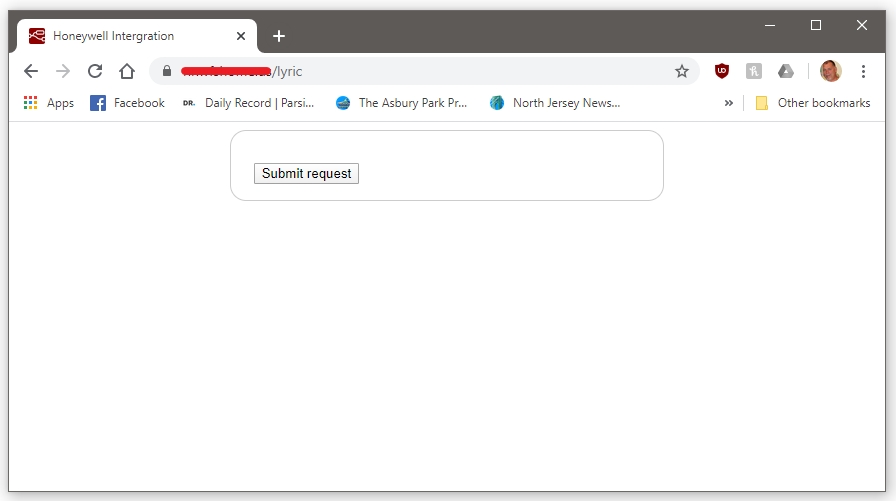 Honeywell Intergration
/lyric
Apps Facebook DR. Daily Record | Parsi... The Asbury Park Pr... North Jersey News... » Other bookmarks
Submit request